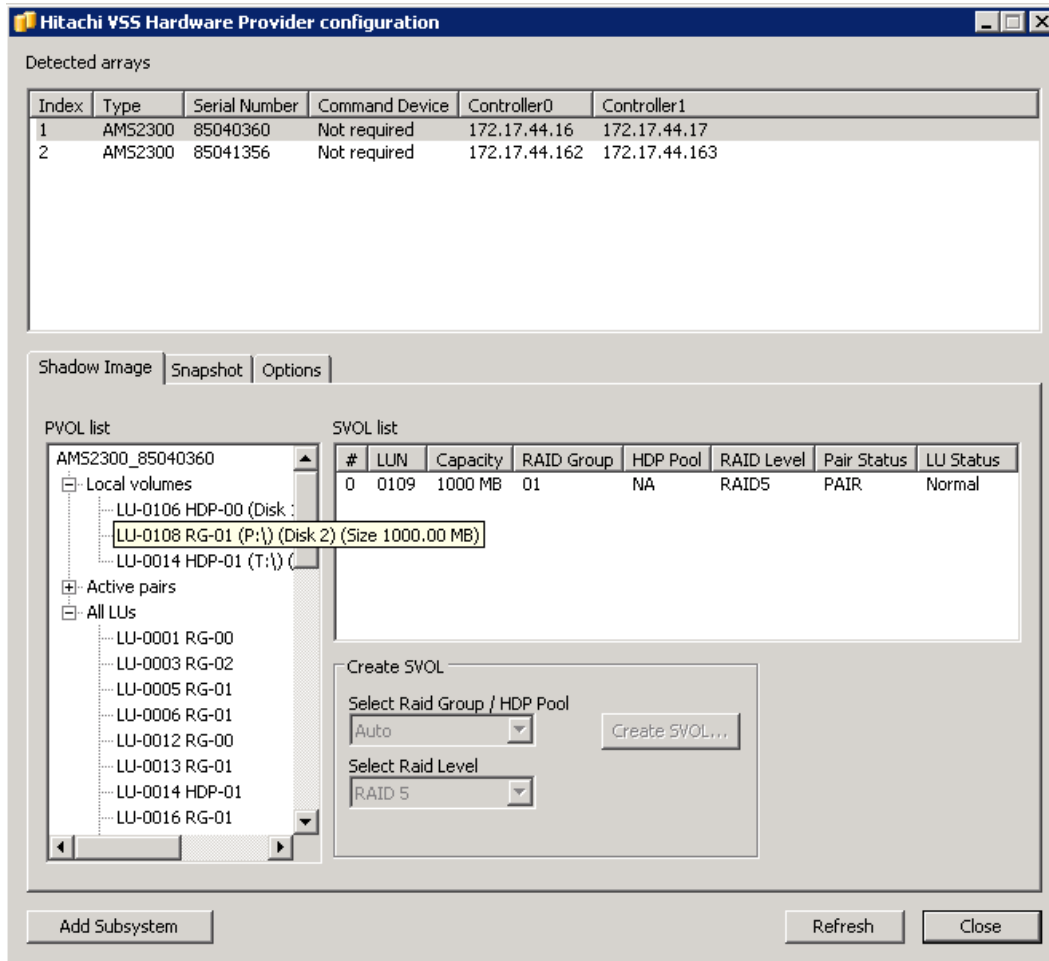 Hitachi VSS Hardware Provider configuration
Detected arrays
Index Type Serial Number Command Device Controller0 Controller1
1 AMS2300 85040360 Not required 172.17.44.16 172.17.44.17
2 AMS2300 85041356 Not required 172.17.44.162 172.17.44.163
Shadow Image Snapshot Options
PVOL list
AMS2300_85040360
Local volumes
LU-0106 HDP-00 (Disk
LU-0108 RG-01 (P:\) (Disk 2) (Size 1000.00 MB)
LU-0014 HDP-01 (T:\) (
Active pairs
All LUs
LU-0001 RG-00
LU-0003 RG-02
LU-0005 RG-01
LU-0006 RG-01
LU-0012 RG-00
LU-0013 RG-01
LU-0014 HDP-01
LU-0016 RG-01
SVOL list
# LUN Capacity RAID Group HDP Pool RAID Level Pair Status LU Status
0 0109 1000 MB 01 NA RAID5 PAIR Normal
Create SVOL
Select Raid Group / HDP Pool
Auto
Create SVOL...
Select Raid Level
RAID 5
Add Subsystem
Refresh
Close